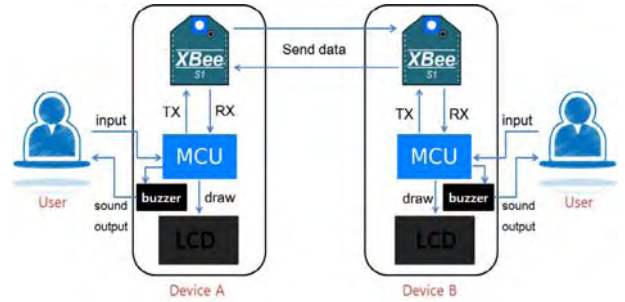 XBee
S1
Send data
XBee
S1
TX
RX
TX
RX
input
input
MCU
MCU
User
sound
output
buzzer
draw
draw
buzzer
sound
output
User
LCD
LCD
Device A
Device B